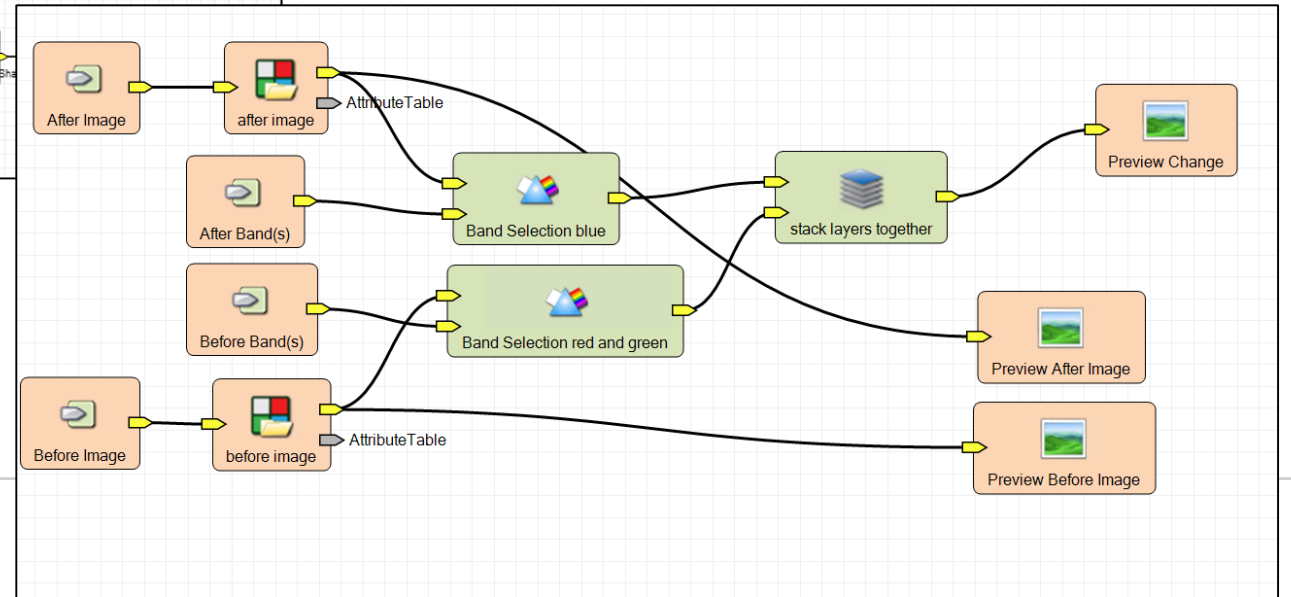 Sha
After Image
after image
AttributeTable
Preview Change
After Band(s)
Band Selection blue
stack layers together
Before Band(s)
Band Selection red and green
Preview After Image
Before Image
before image
AttributeTable
Preview Before Image